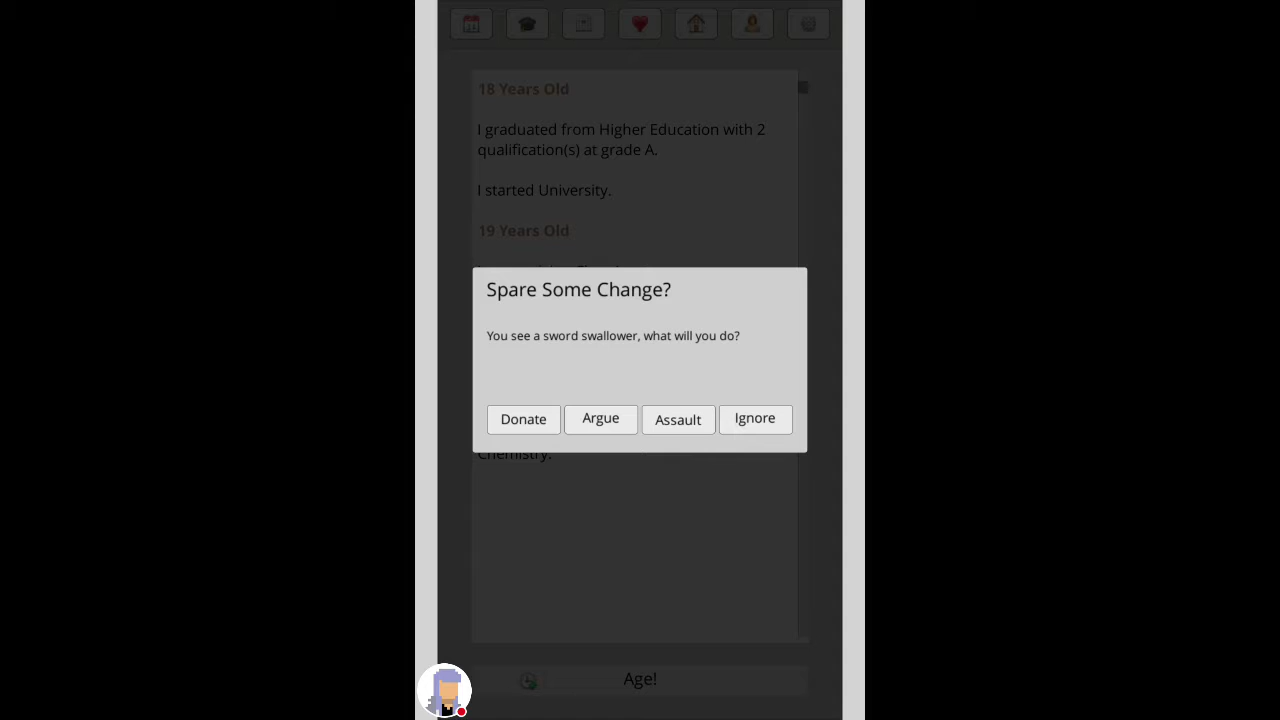 18 Years Old
I graduated from Higher Education with 2
qualification(s) at grade A.
I started University.
19 Years Old
Spare Some Change?
You see a sword swallower, what will you do?
Donate
Argue
Assault
Ignore
Chemistry.
Age!